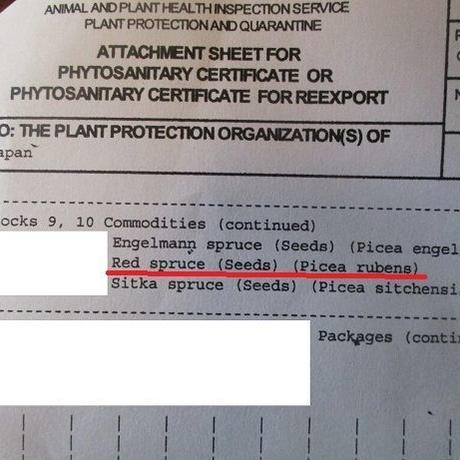 ANIMAL AND PLANT HEALTH INSPECTION SERVICE
PLANT PROTECTION AND QUARANTINE
ATTACHMENT SHEET FOR
PHYTOSANITARY CERTIFICATE OR
PHYTOSANITARY CERTIFICATE FOR REEXPORT
O: THE PLANT PROTECTION ORGANIZATION(S) OF
apan
ocks 9, 10 Commodities (continued)
Engelmann spruce (Seeds) (Picea engel
Red spruce (Seeds) (Picea rubens)
Sitka spruce (Seeds) (Picea sitchensi
Packages (conti